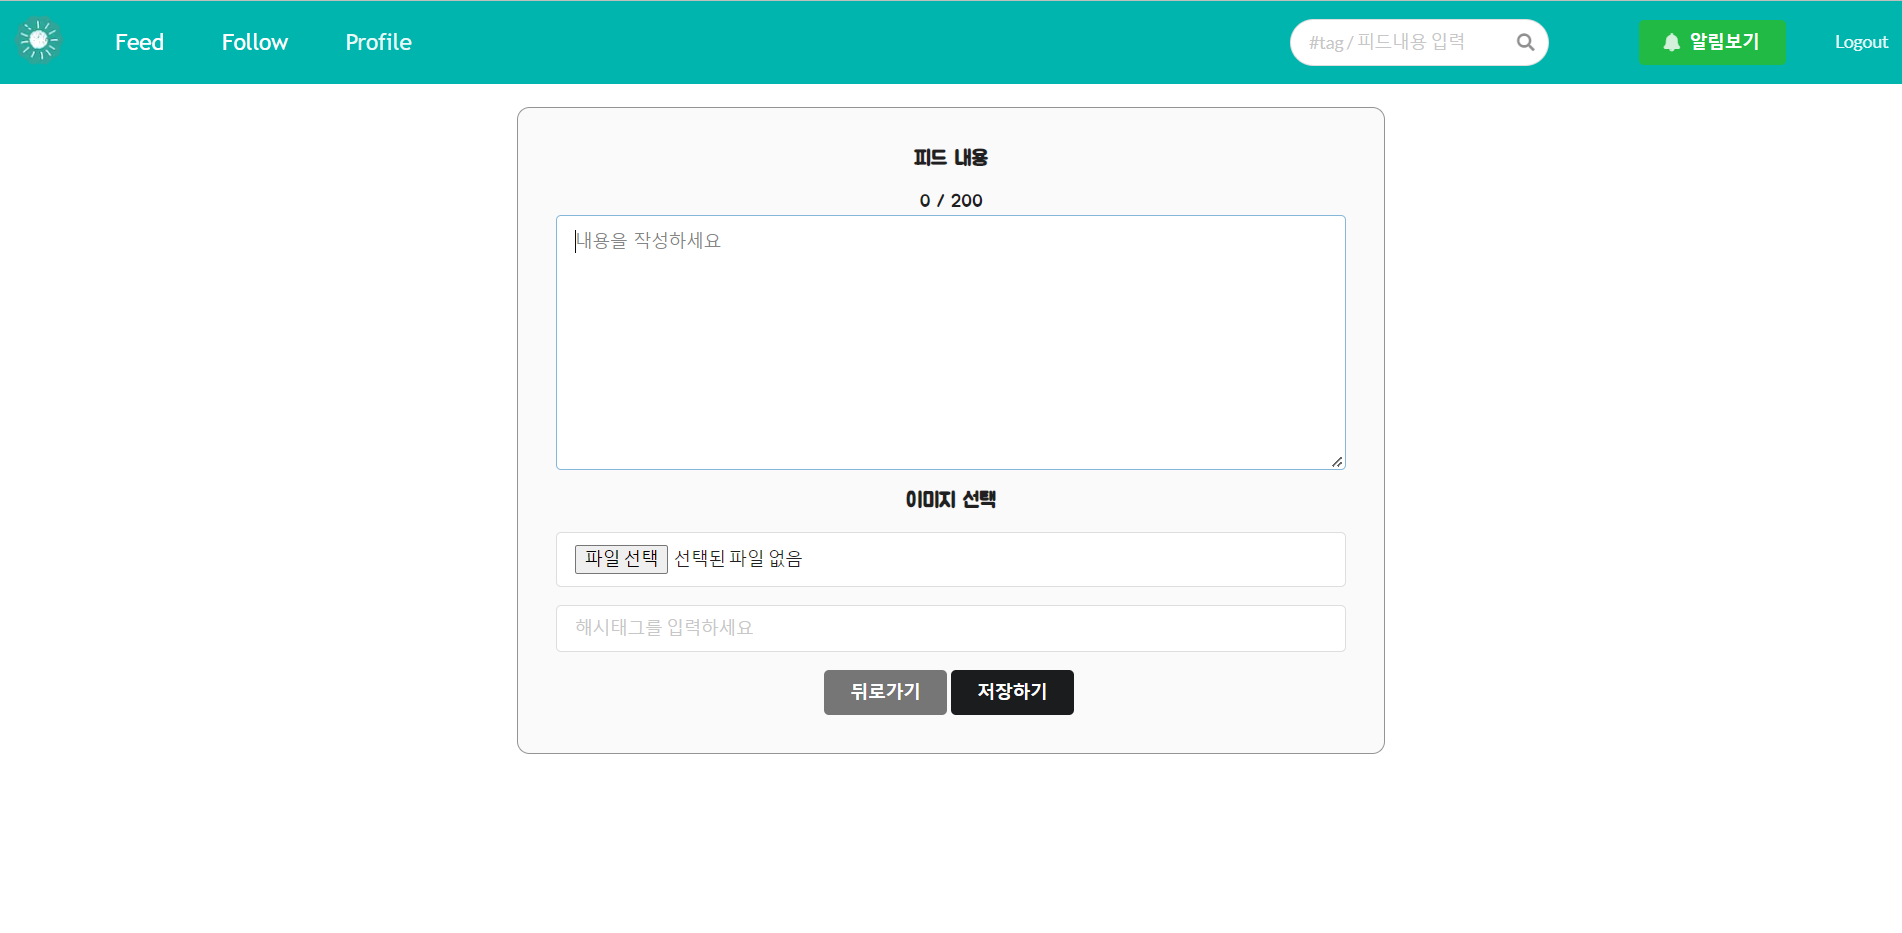 Feed Follow Profile #tag / 피드내용 입력 알림보기 Logout
피드 내용
0 / 200
내용을 작성하세요
이미지 선택
파일 선택 선택된 파일 없음
해시태그를 입력하세요
뒤로가기 저장하기